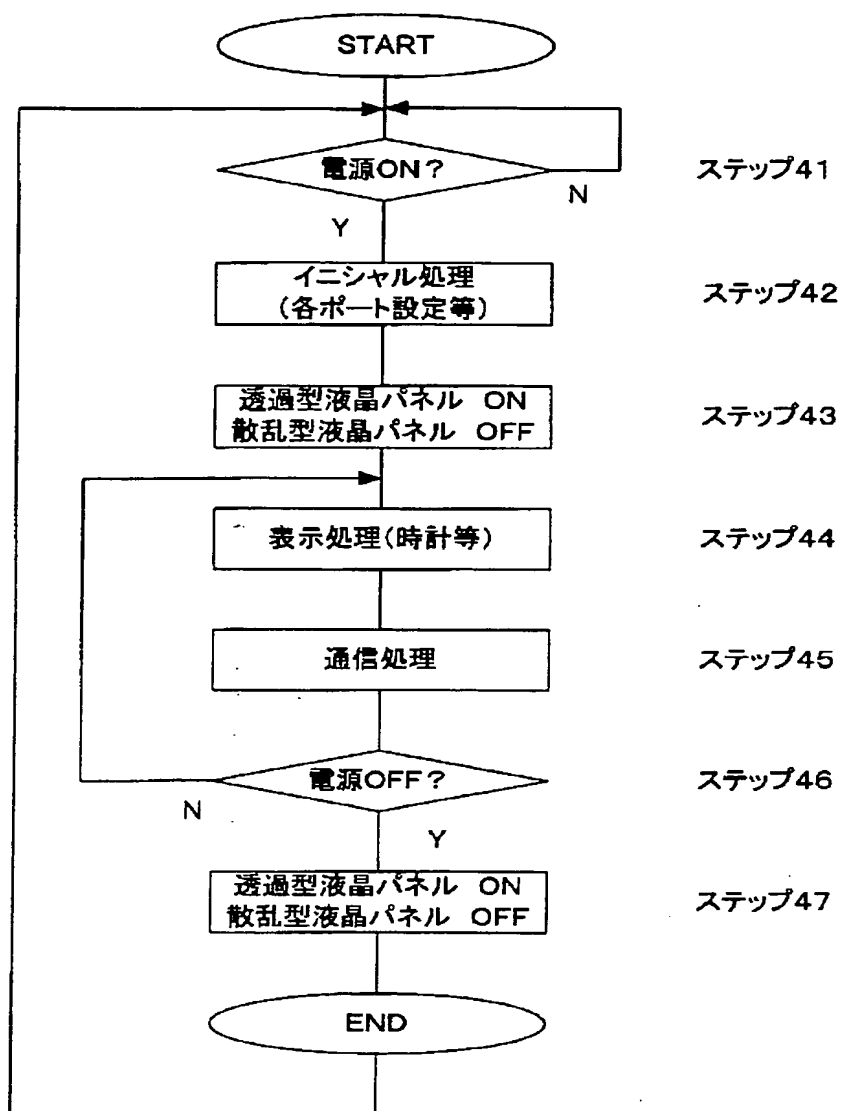 START
電源ON?
ステップ41
N
Y
イニシャル処理
(各ポート設定等)
ステップ42
透過型液晶パネル ON
散乱型液晶パネル OFF
ステップ43
表示処理(時計等)
ステップ44
通信処理
ステップ45
電源OFF?
ステップ46
N
Y
透過型液晶パネル ON
散乱型液晶パネル OFF
ステップ47
END